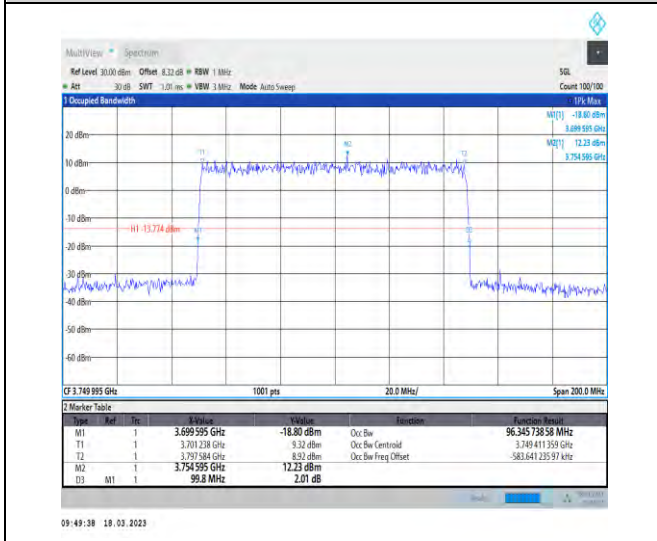 MultiView Spectrum
Ref Level 30.00 dBm Offset 8.32 dB RBW 1 MHz SGL
Att 30 dB SWT 1.01 ms VBW 3 MHz Mode Auto Sweep Count 100/100
1 Occupied Bandwidth 1Pk Max
M1[1] -18.80 dBm
3.699 595 GHz
M2[1] 12.23 dBm
3.754 595 GHz
20 dBm
M2
T1
T2
10 dBm
0 dBm
-10 dBm
H1 -13.774 dBm
M1
D3
-20 dBm
-30 dBm
-40 dBm
-50 dBm
-60 dBm
CF 3.749 995 GHz 1001 pts 20.0 MHz/ Span 200.0 MHz
2 Marker Table
Type Ref Trc X-Value Y-Value Function Function Result
M1 1 3.699 595 GHz -18.80 dBm Occ Bw 96.345 738 58 MHz
T1 1 3.701 238 GHz 9.32 dBm Occ Bw Centroid 3.749 411 359 GHz
T2 1 3.797 584 GHz 8.92 dBm Occ Bw Freq Offset -583.641 235 97 kHz
M2 1 3.754 595 GHz 12.23 dBm
D3 M1 1 99.8 MHz 2.01 dB
09:49:38 18.03.2023